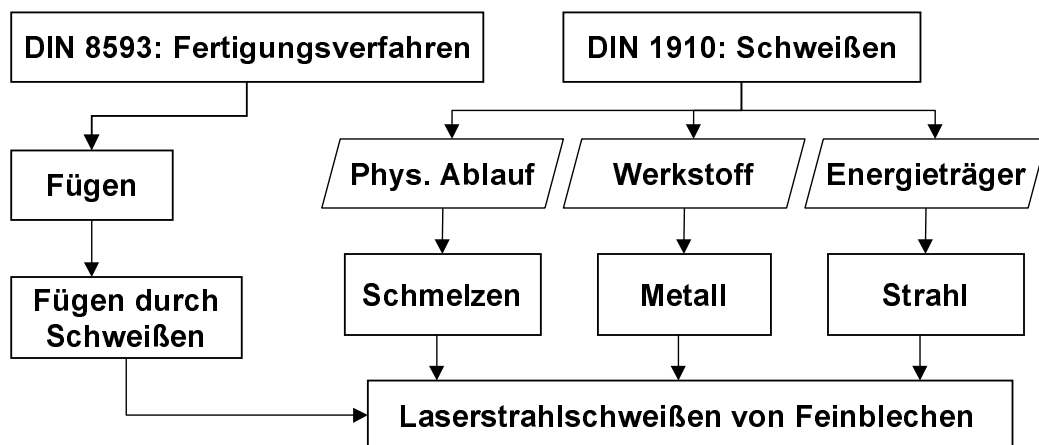 DIN 8593: Fertigungsverfahren
DIN 1910: Schweißen
Fügen
Phys. Ablauf
Werkstoff
Energieträger
Fügen durch
Schweißen
Schmelzen
Metall
Strahl
Laserstrahlschweißen von Feinblechen